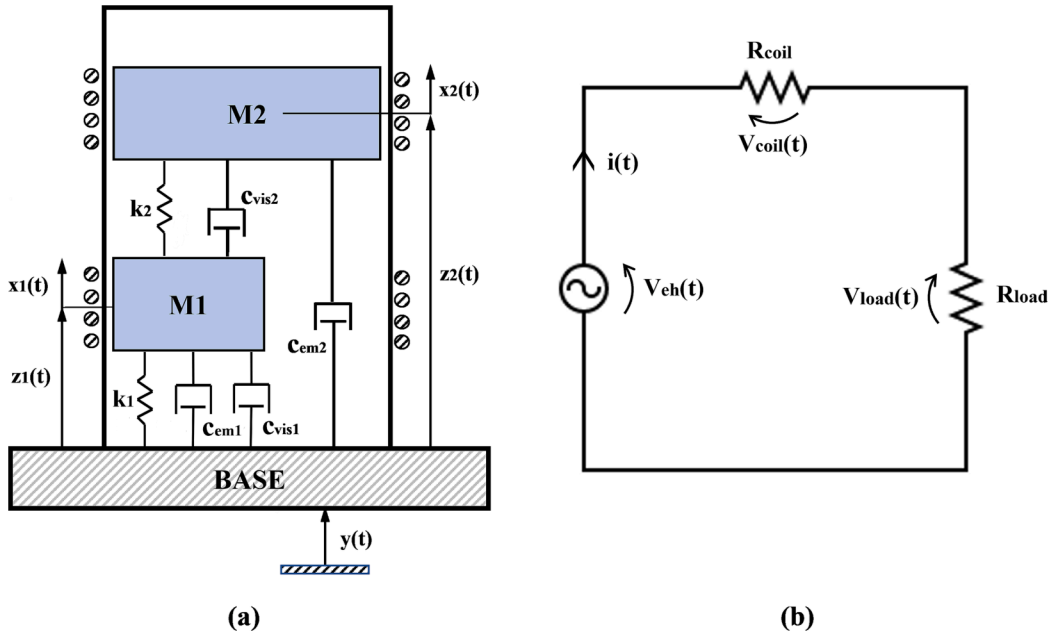 x2(t)
M2
k2
cvis2
x1(t)
z2(t)
M1
cem2
z1(t)
k1
cem1
cvis1
BASE
y(t)
(a)
Rcoil
Vcoil(t)
i(t)
Veh(t)
Vload(t)
Rload
(b)